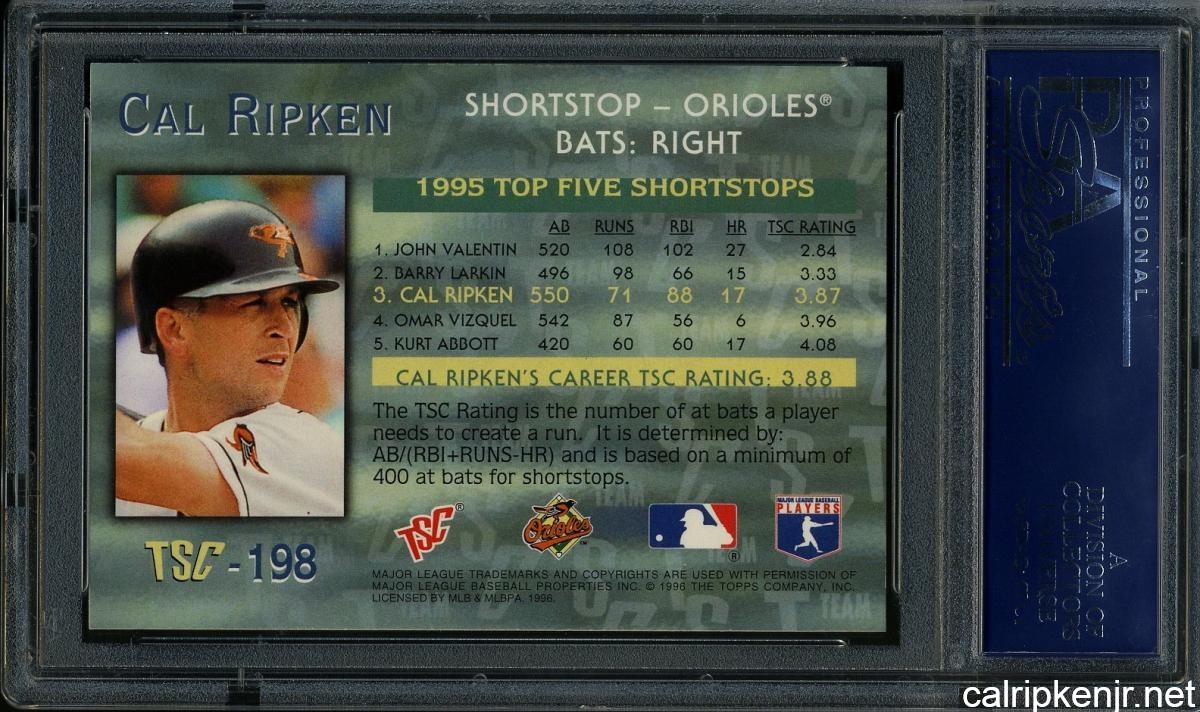 CAL RIPKEN
SHORTSTOP – ORIOLES®
BATS: RIGHT
1995 TOP FIVE SHORTSTOPS
AB RUNS RBI HR TSC RATING
1. JOHN VALENTIN 520 108 102 27 2.84
2. BARRY LARKIN 496 98 66 15 3.33
3. CAL RIPKEN 550 71 88 17 3.87
4. OMAR VIZQUEL 542 87 56 6 3.96
5. KURT ABBOTT 420 60 60 17 4.08
CAL RIPKEN'S CAREER TSC RATING: 3.88
The TSC Rating is the number of at bats a player
needs to create a run. It is determined by:
AB/(RBI+RUNS-HR) and is based on a minimum of
400 at bats for shortstops.
TSC®
Orioles
®
MAJOR LEAGUE BASEBALL
PLAYERS
TSC -198
MAJOR LEAGUE TRADEMARKS AND COPYRIGHTS ARE USED WITH PERMISSION OF
MAJOR LEAGUE BASEBALL PROPERTIES INC. © 1996 THE TOPPS COMPANY, INC.
LICENSED BY MLB & MLBPA. 1996.
PROFESSIONAL
PSA
A
DIVISION OF
COLLECTORS
calripkenjr.net